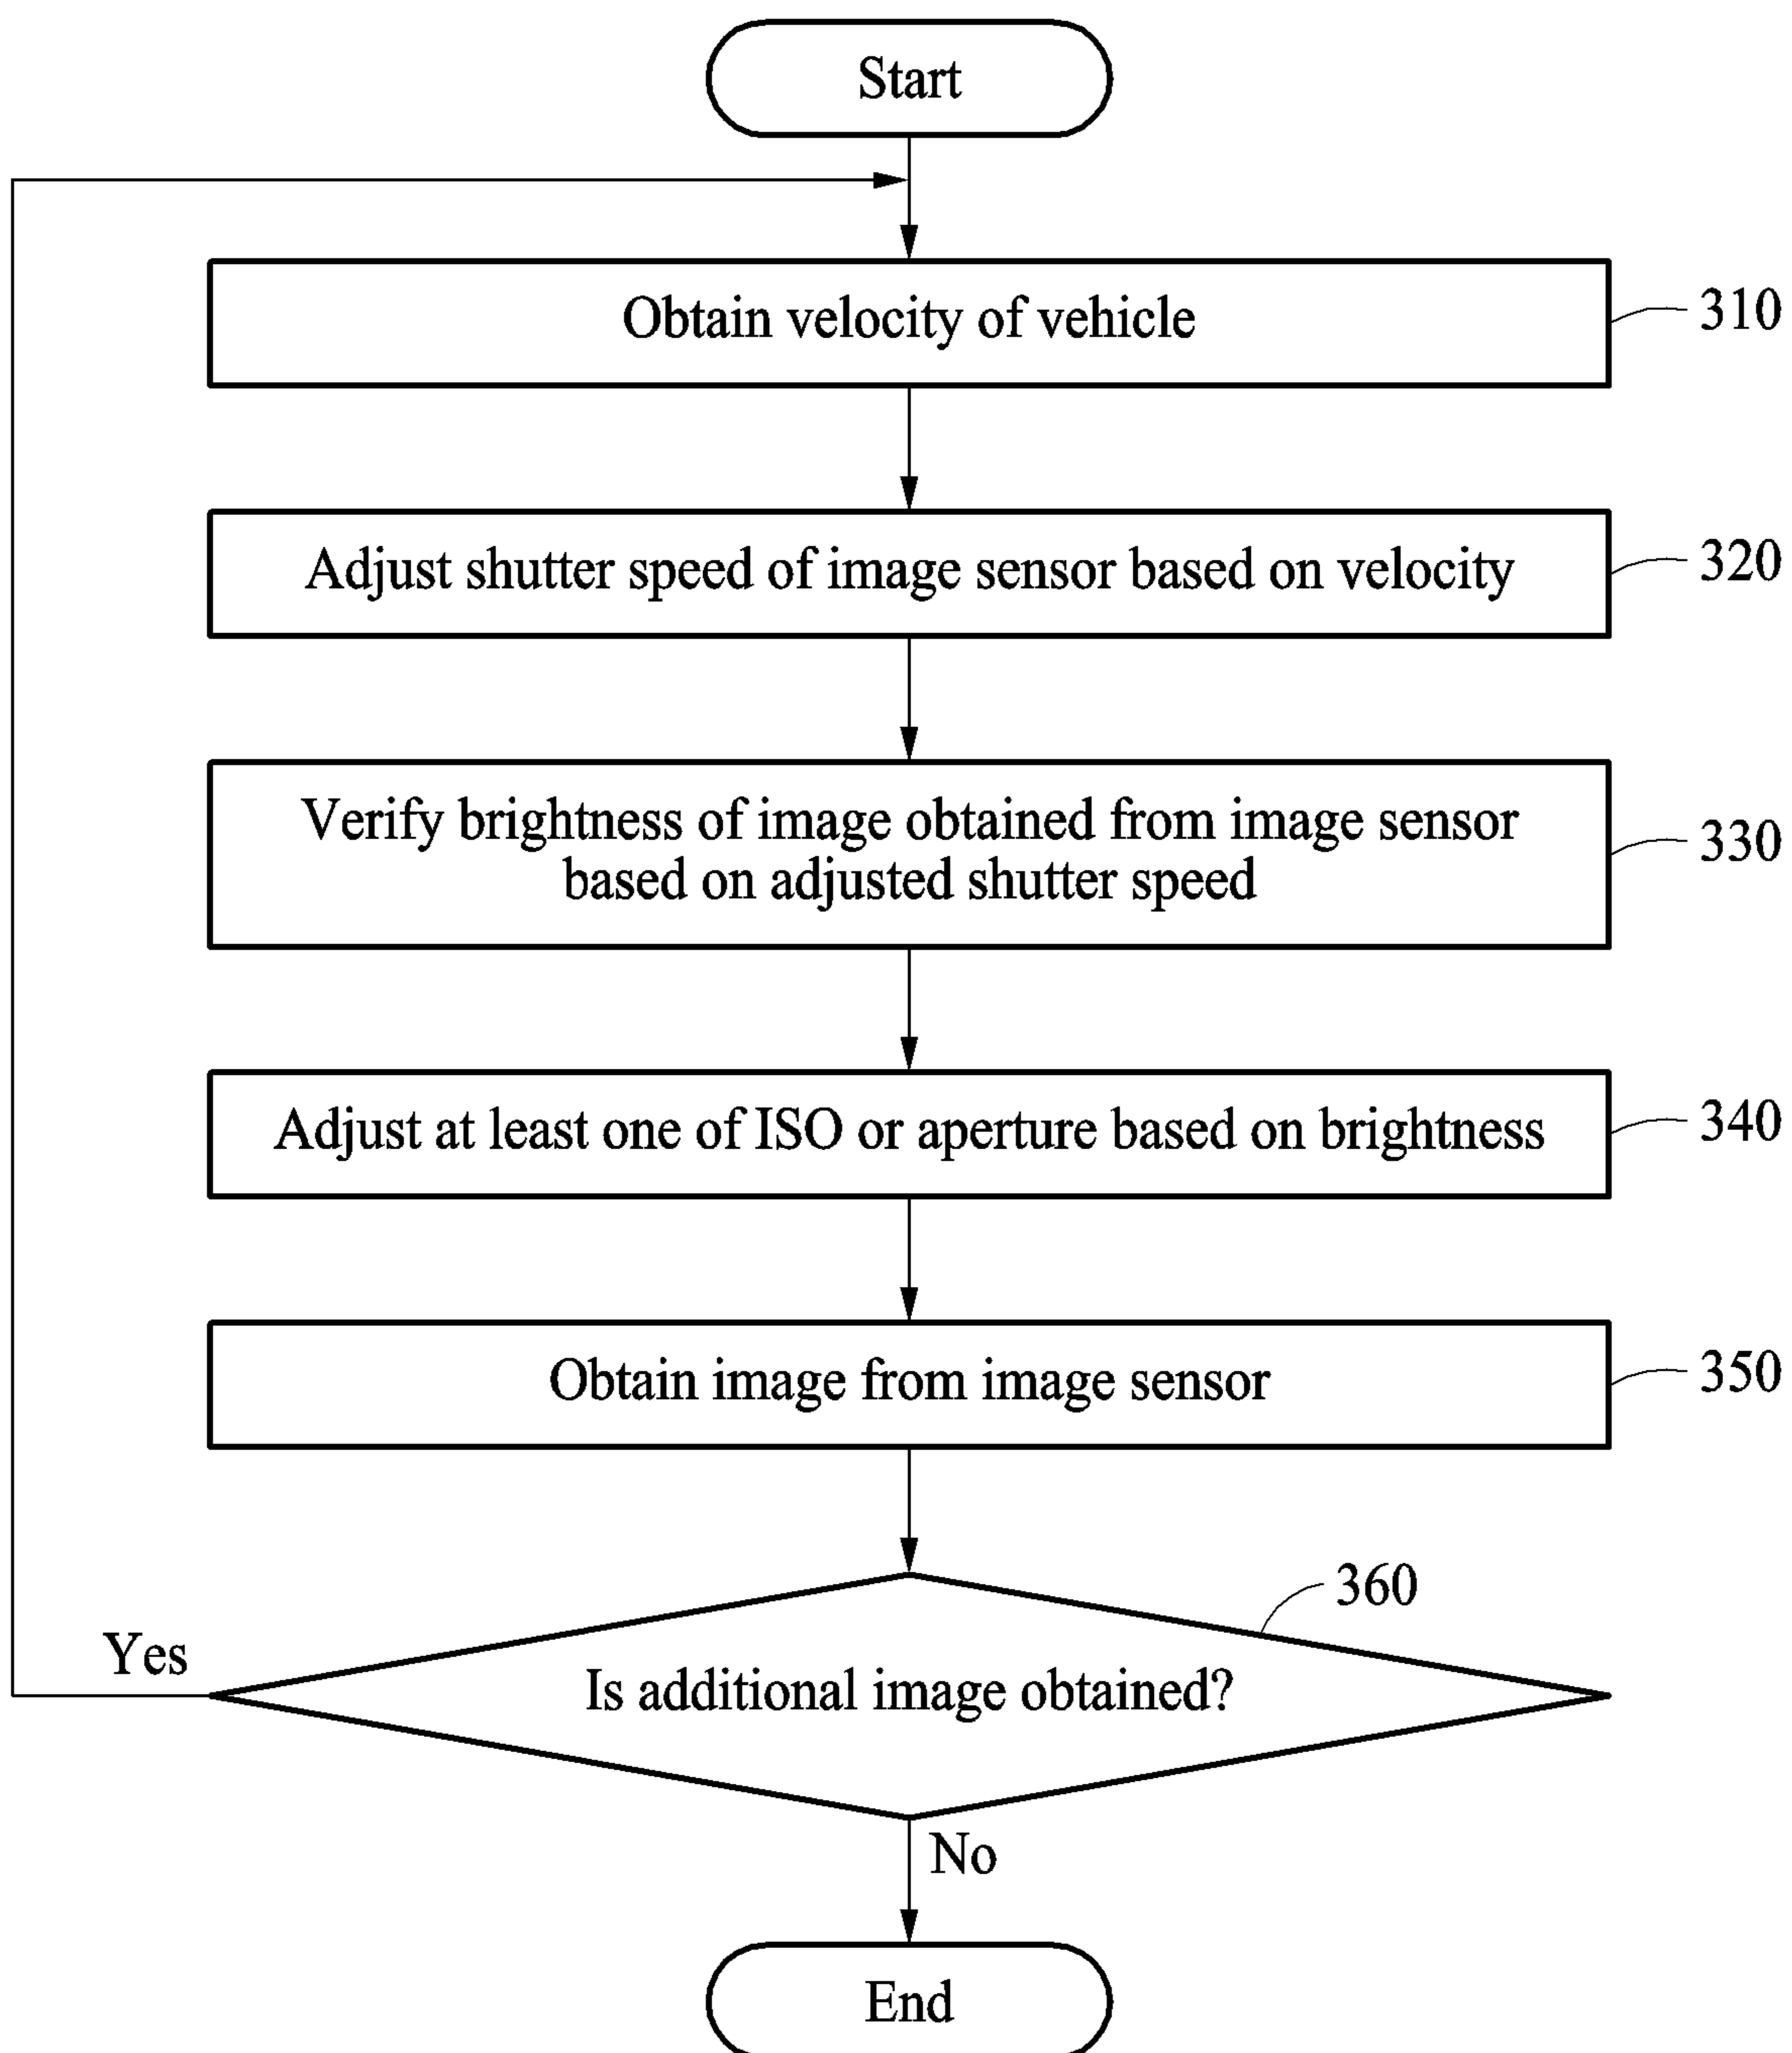 Start
Obtain velocity of vehicle
310
Adjust shutter speed of image sensor based on velocity
320
Verify brightness of image obtained from image sensor
based on adjusted shutter speed
330
Adjust at least one of ISO or aperture based on brightness
340
Obtain image from image sensor
350
360
Yes
Is additional image obtained?
No
End